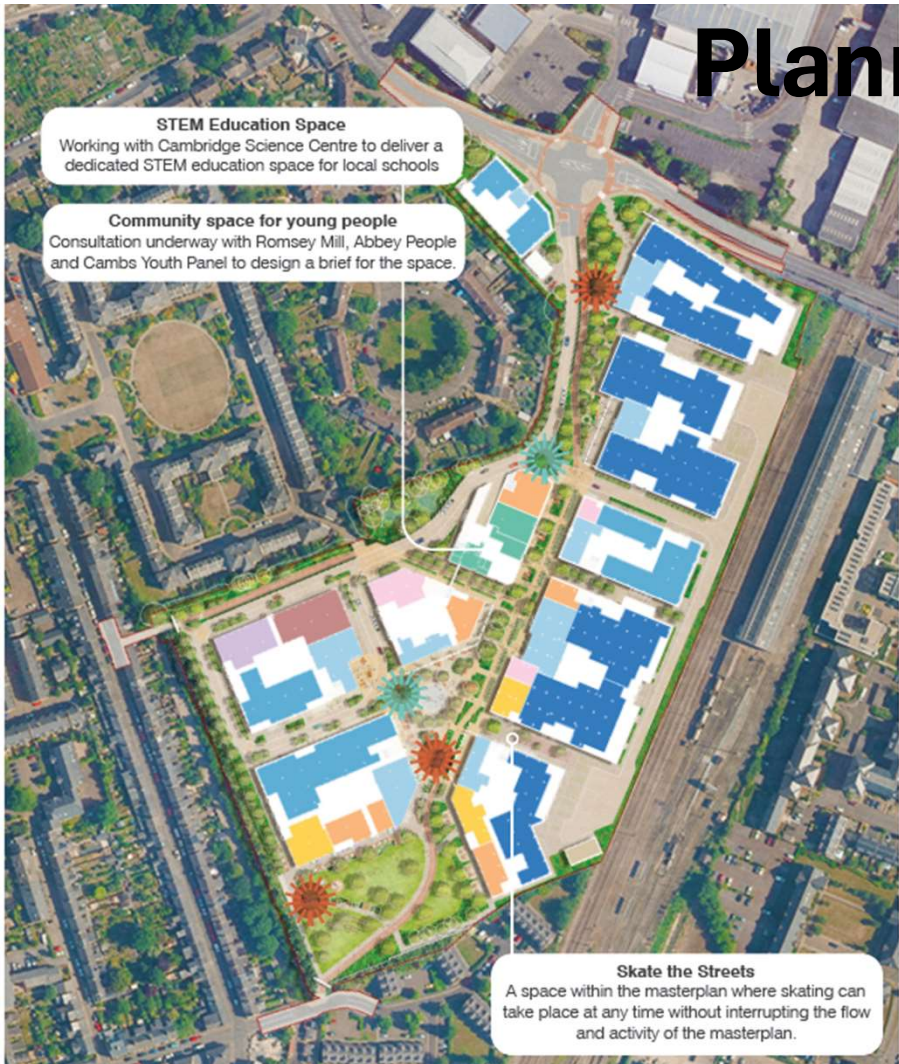 Plann
STEM Education Space
Working with Cambridge Science Centre to deliver a
dedicated STEM education space for local schools
Community space for young people
Consultation underway with Romsey Mill, Abbey People
and Cambs Youth Panel to design a brief for the space.
Skate the Streets
A space within the masterplan where skating can
take place at any time without interrupting the flow
and activity of the masterplan.